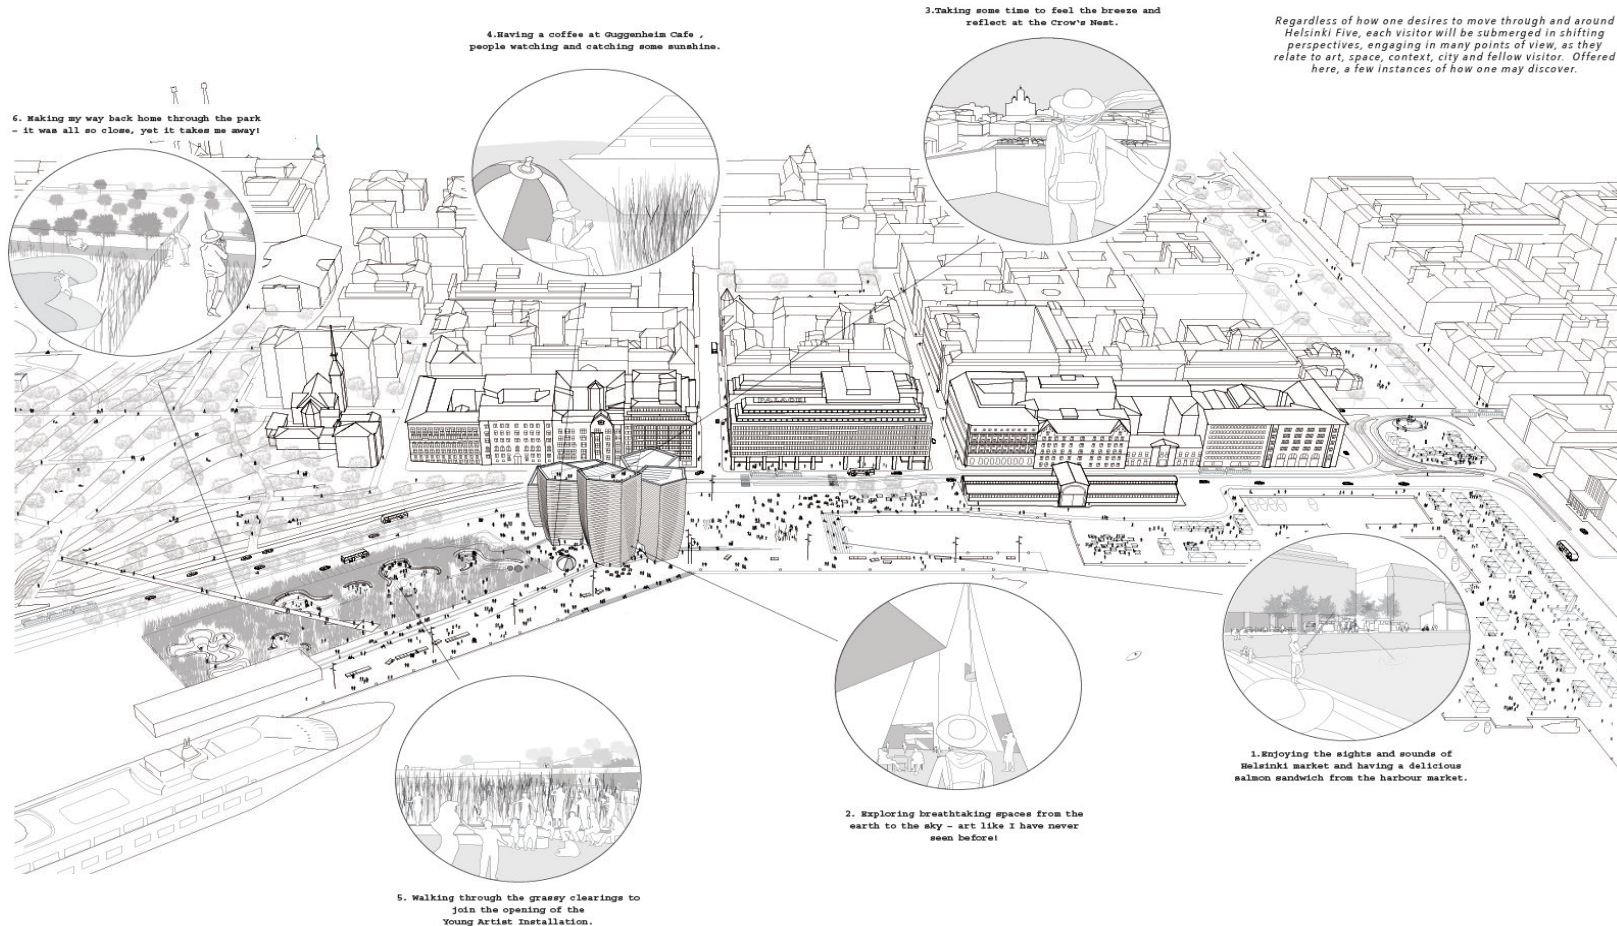 3.Taking some time to feel the breeze and
reflect at the Crow's Nest.
Regardless of how one desires to move through and around
Helsinki Five, each visitor will be submerged in shifting
perspectives, engaging in many points of view, as they
relate to art, space, context, city and fellow visitor. Offered
here, a few instances of how one may discover.
4.Having a coffee at Guggenheim Cafe ,
people watching and catching some sunshine.
6. Making my way back home through the park
- it was all so close, yet it takes me away!
PALACE
1.Enjoying the sights and sounds of
Helsinki market and having a delicious
salmon sandwich from the harbour market.
2. Exploring breathtaking spaces from the
earth to the sky - art like I have never
seen before!
5. Walking through the grassy clearings to
join the opening of the
Young Artist Installation.